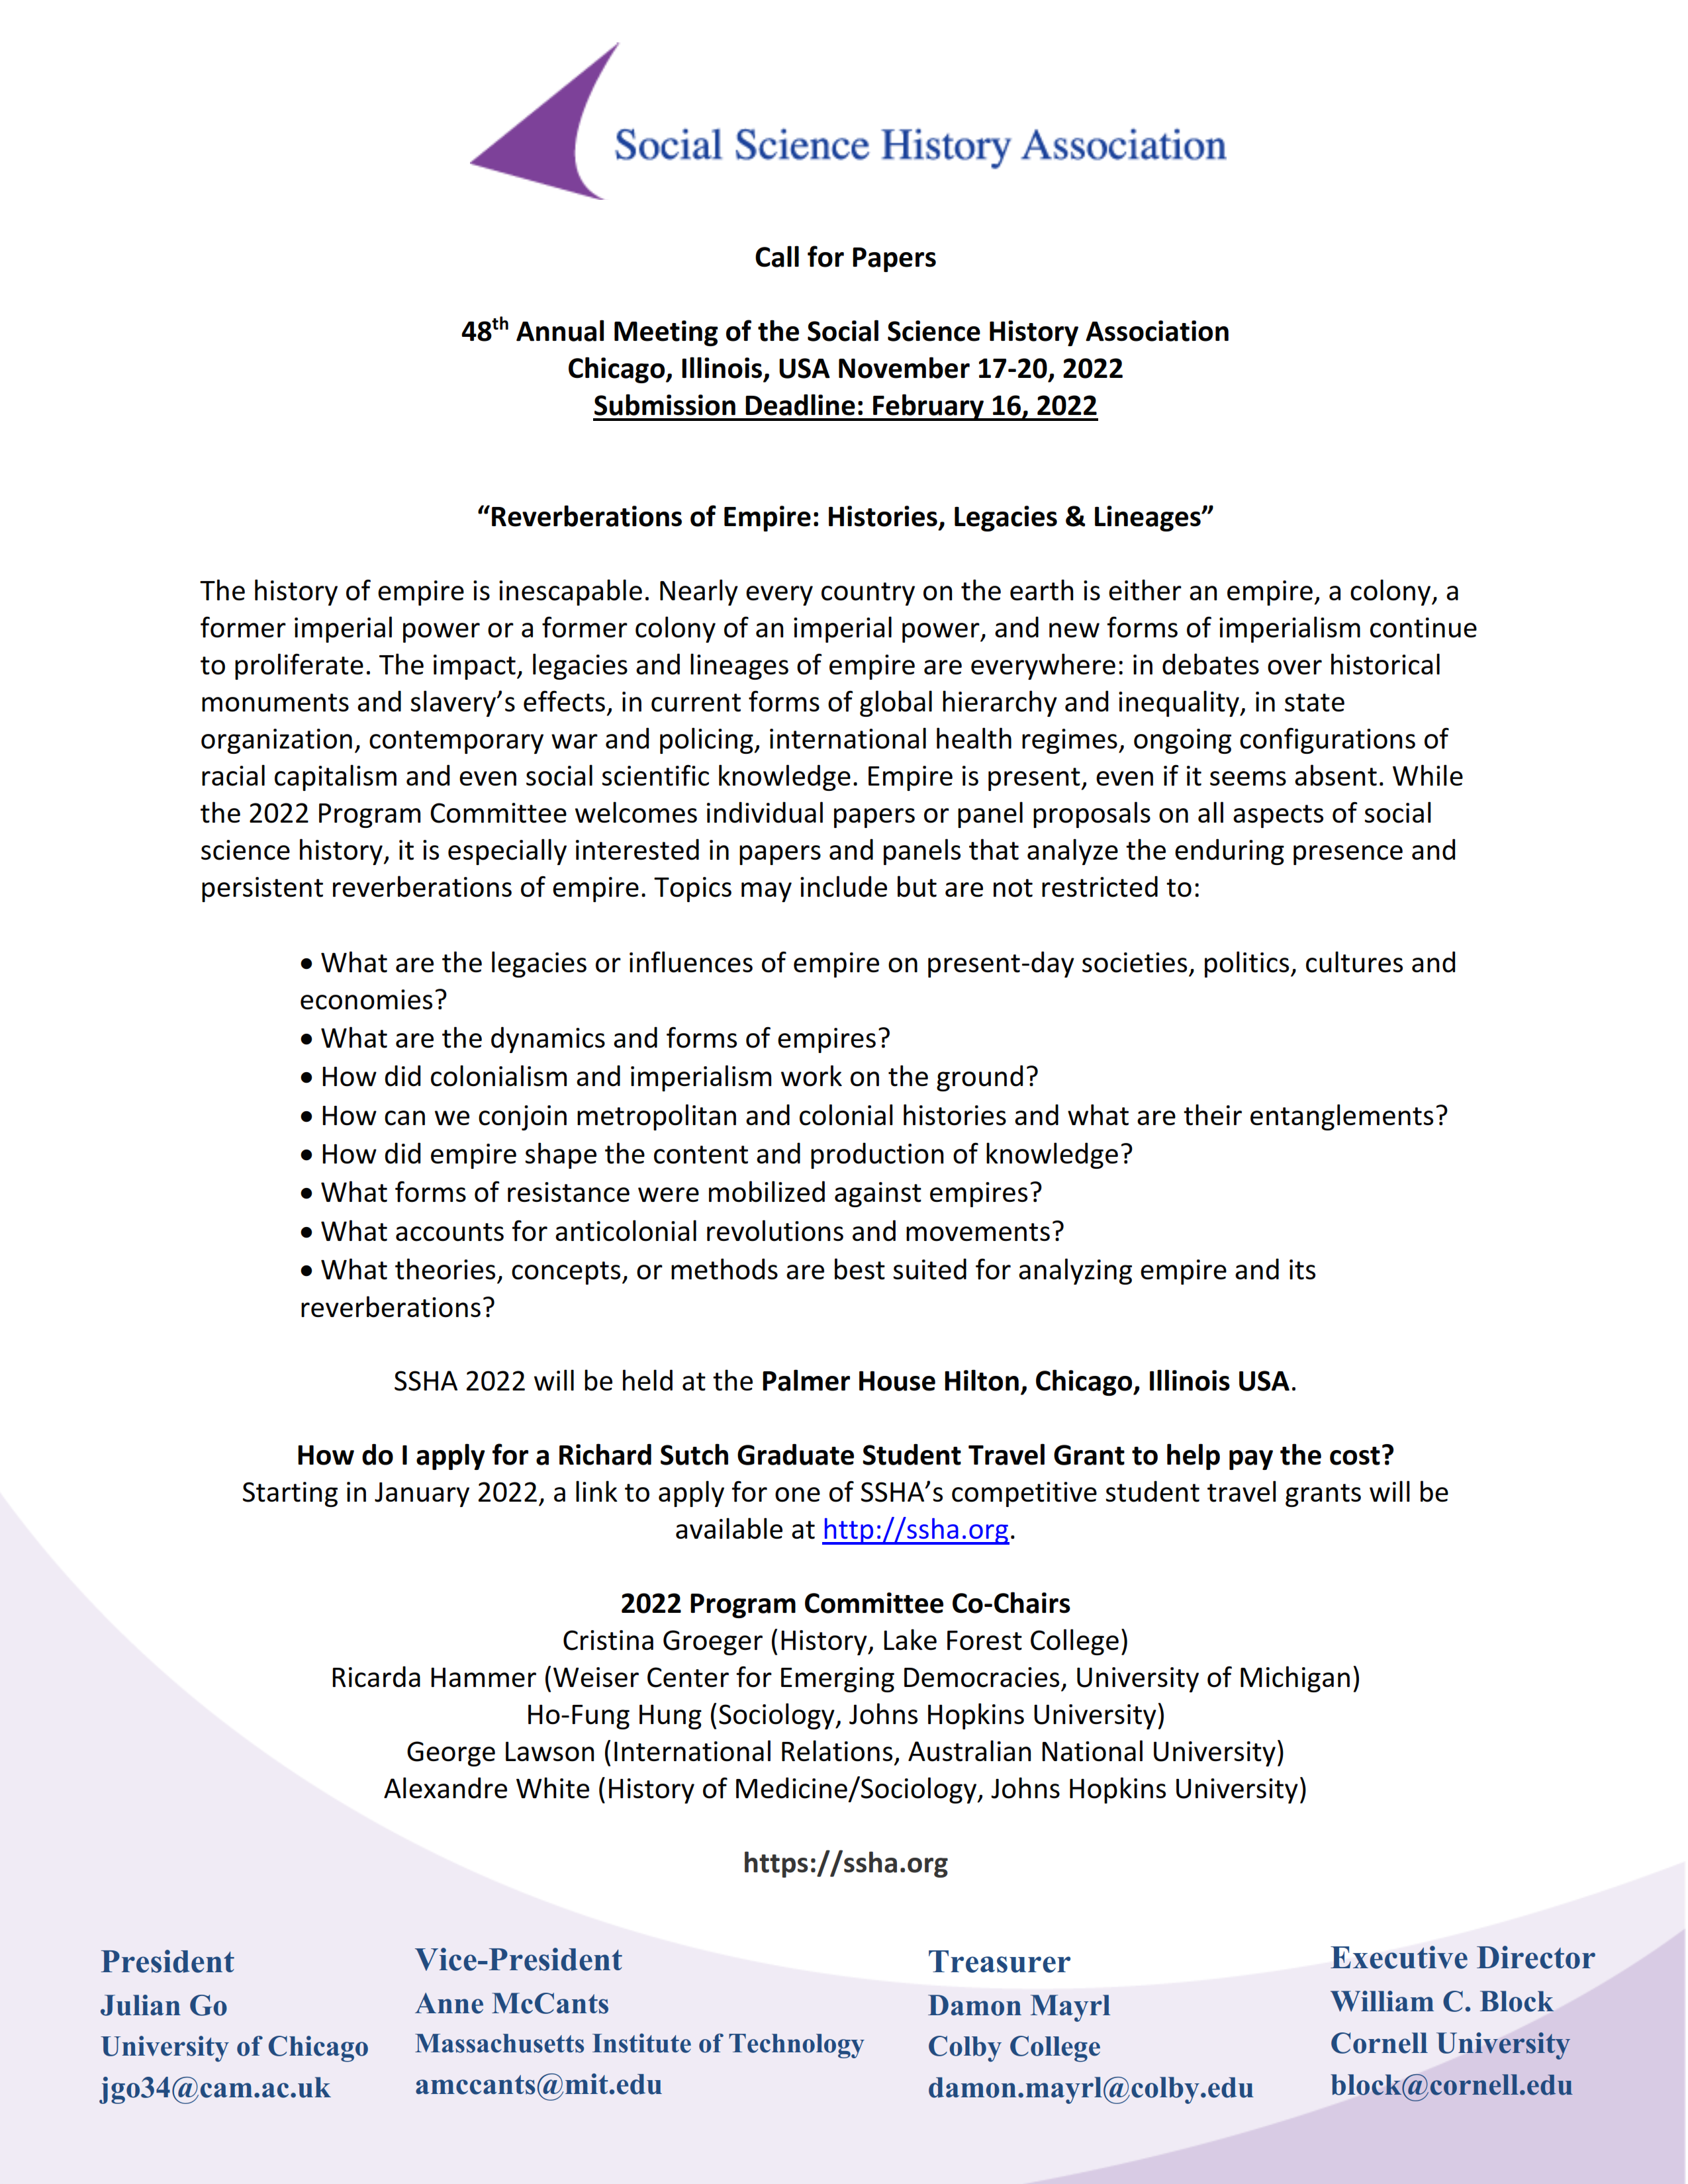 Social Science History Association
Call for Papers
48th Annual Meeting of the Social Science History Association
Chicago, Illinois, USA November 17-20, 2022
Submission Deadline: February 16, 2022
“Reverberations of Empire: Histories, Legacies & Lineages”
The history of empire is inescapable. Nearly every country on the earth is either an empire, a colony, a
former imperial power or a former colony of an imperial power, and new forms of imperialism continue
to proliferate. The impact, legacies and lineages of empire are everywhere: in debates over historical
monuments and slavery’s effects, in current forms of global hierarchy and inequality, in state
organization, contemporary war and policing, international health regimes, ongoing configurations of
racial capitalism and even social scientific knowledge. Empire is present, even if it seems absent. While
the 2022 Program Committee welcomes individual papers or panel proposals on all aspects of social
science history, it is especially interested in papers and panels that analyze the enduring presence and
persistent reverberations of empire. Topics may include but are not restricted to:
• What are the legacies or influences of empire on present-day societies, politics, cultures and
economies?
• What are the dynamics and forms of empires?
• How did colonialism and imperialism work on the ground?
• How can we conjoin metropolitan and colonial histories and what are their entanglements?
• How did empire shape the content and production of knowledge?
• What forms of resistance were mobilized against empires?
• What accounts for anticolonial revolutions and movements?
• What theories, concepts, or methods are best suited for analyzing empire and its
reverberations?
SSHA 2022 will be held at the Palmer House Hilton, Chicago, Illinois USA.
How do I apply for a Richard Sutch Graduate Student Travel Grant to help pay the cost?
Starting in January 2022, a link to apply for one of SSHA’s competitive student travel grants will be
available at http://ssha.org.
2022 Program Committee Co-Chairs
Cristina Groeger (History, Lake Forest College)
Ricarda Hammer (Weiser Center for Emerging Democracies, University of Michigan)
Ho-Fung Hung (Sociology, Johns Hopkins University)
George Lawson (International Relations, Australian National University)
Alexandre White (History of Medicine/Sociology, Johns Hopkins University)
https://ssha.org
President
Julian Go
University of Chicago
jgo34@cam.ac.uk
Vice-President
Anne McCants
Massachusetts Institute of Technology
amccants@mit.edu
Treasurer
Damon Mayrl
Colby College
damon.mayrl@colby.edu
Executive Director
William C. Block
Cornell University
block@cornell.edu